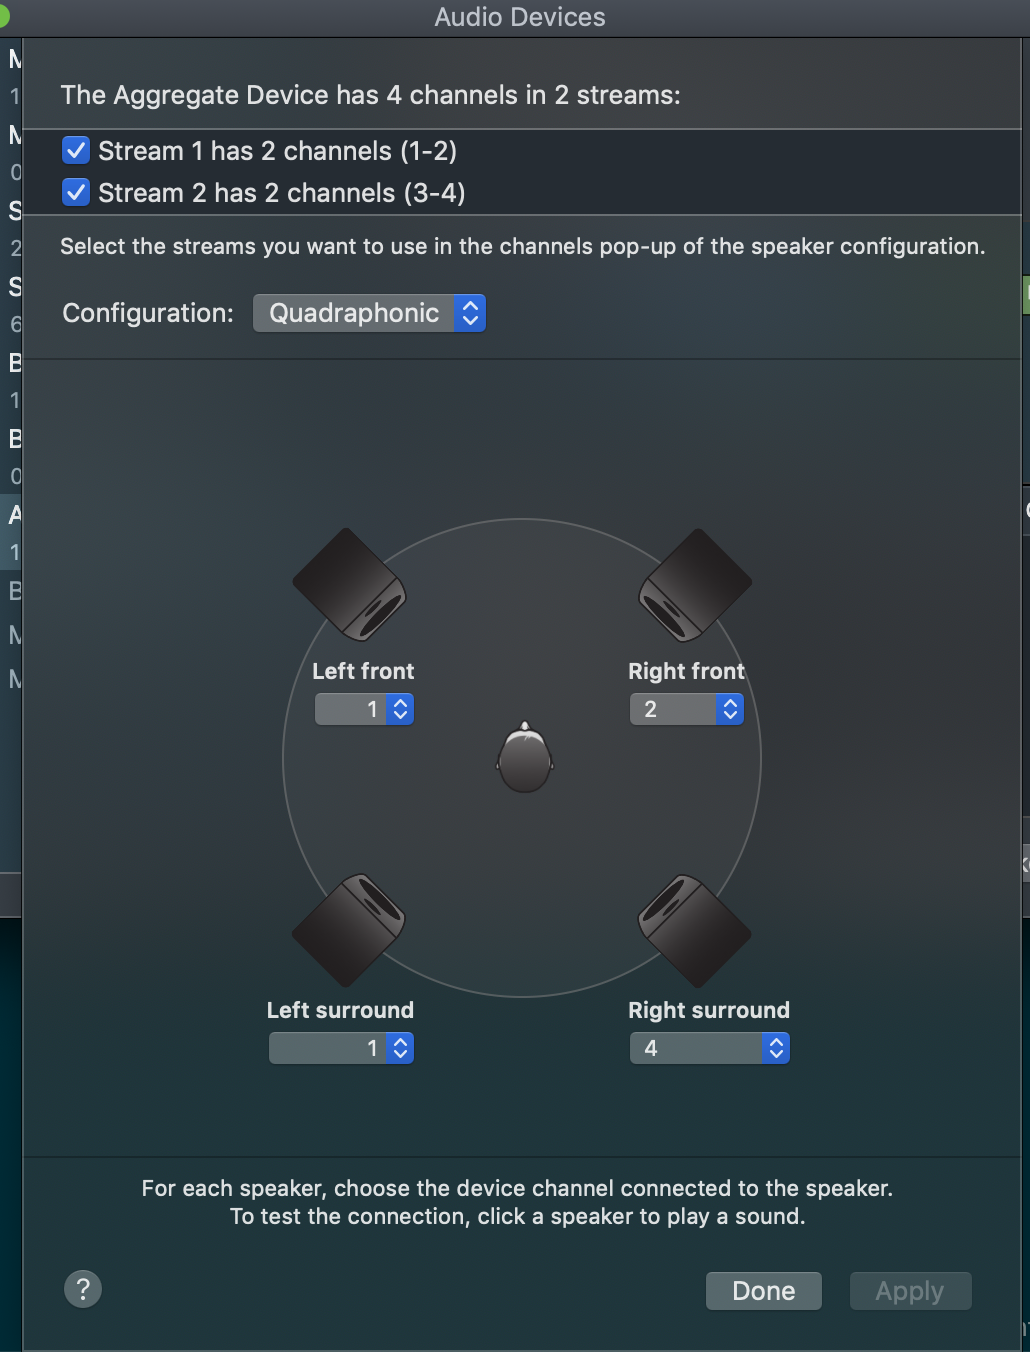 Audio Devices
The Aggregate Device has 4 channels in 2 streams:
Stream 1 has 2 channels (1-2)
Stream 2 has 2 channels (3-4)
Select the streams you want to use in the channels pop-up of the speaker configuration.
Configuration: Quadraphonic
Left front
Right front
1
2
Left surround
Right surround
1
4
For each speaker, choose the device channel connected to the speaker.
To test the connection, click a speaker to play a sound.
?
Done
Apply